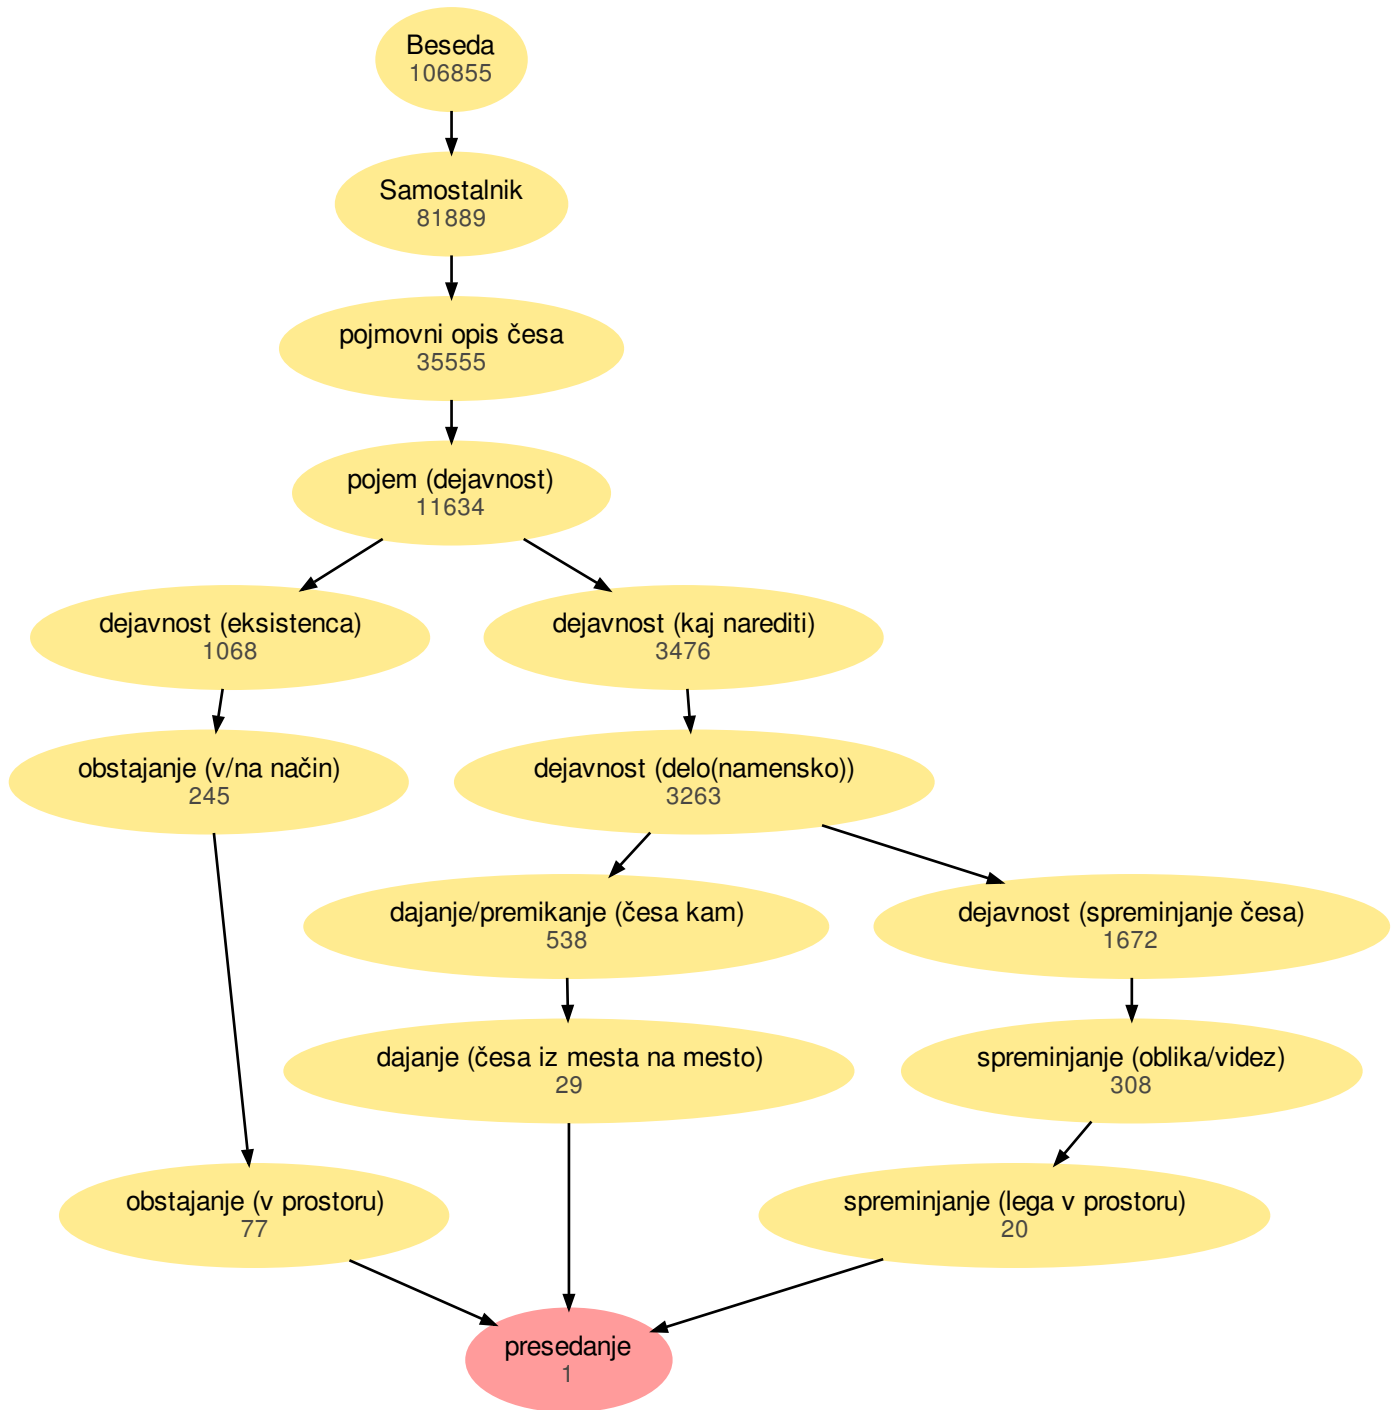 Beseda
106855
Samostalnik
81889
pojmovni opis česa
35555
pojem (dejavnost)
11634
dejavnost (eksistenca)
1068
dejavnost (kaj narediti)
3476
obstajanje (v/na način)
245
dejavnost (delo(namensko))
3263
dajanje/premikanje (česa kam)
538
dejavnost (spreminjanje česa)
1672
dajanje (česa iz mesta na mesto)
29
spreminjanje (oblika/videz)
308
obstajanje (v prostoru)
77
spreminjanje (lega v prostoru)
20
presedanje
1